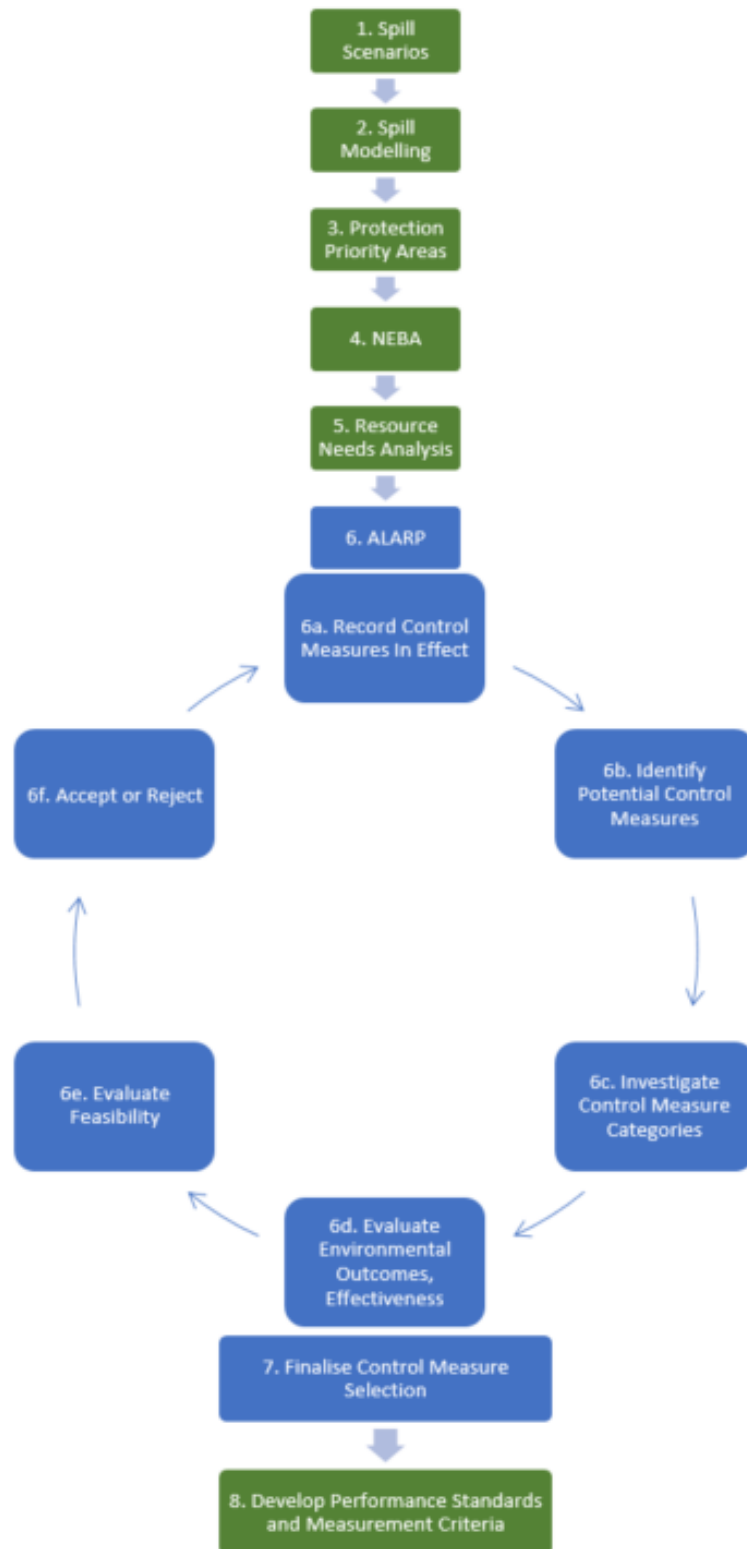 1. Spill
Scenarios
2. Spill
Modelling
3. Protection
Priority Areas
4. NEBA
5. Resource
Needs Analysis
6. ALARP
6a. Record Control
Measures In Effect
6b. Identify
Potential Control
Measures
6c. Investigate
Control Measure
Categories
6d. Evaluate
Environmental
Outcomes,
Effectiveness
6e. Evaluate
Feasibility
6f. Accept or Reject
7. Finalise Control Measure
Selection
8. Develop Performance Standards
and Measurement Criteria